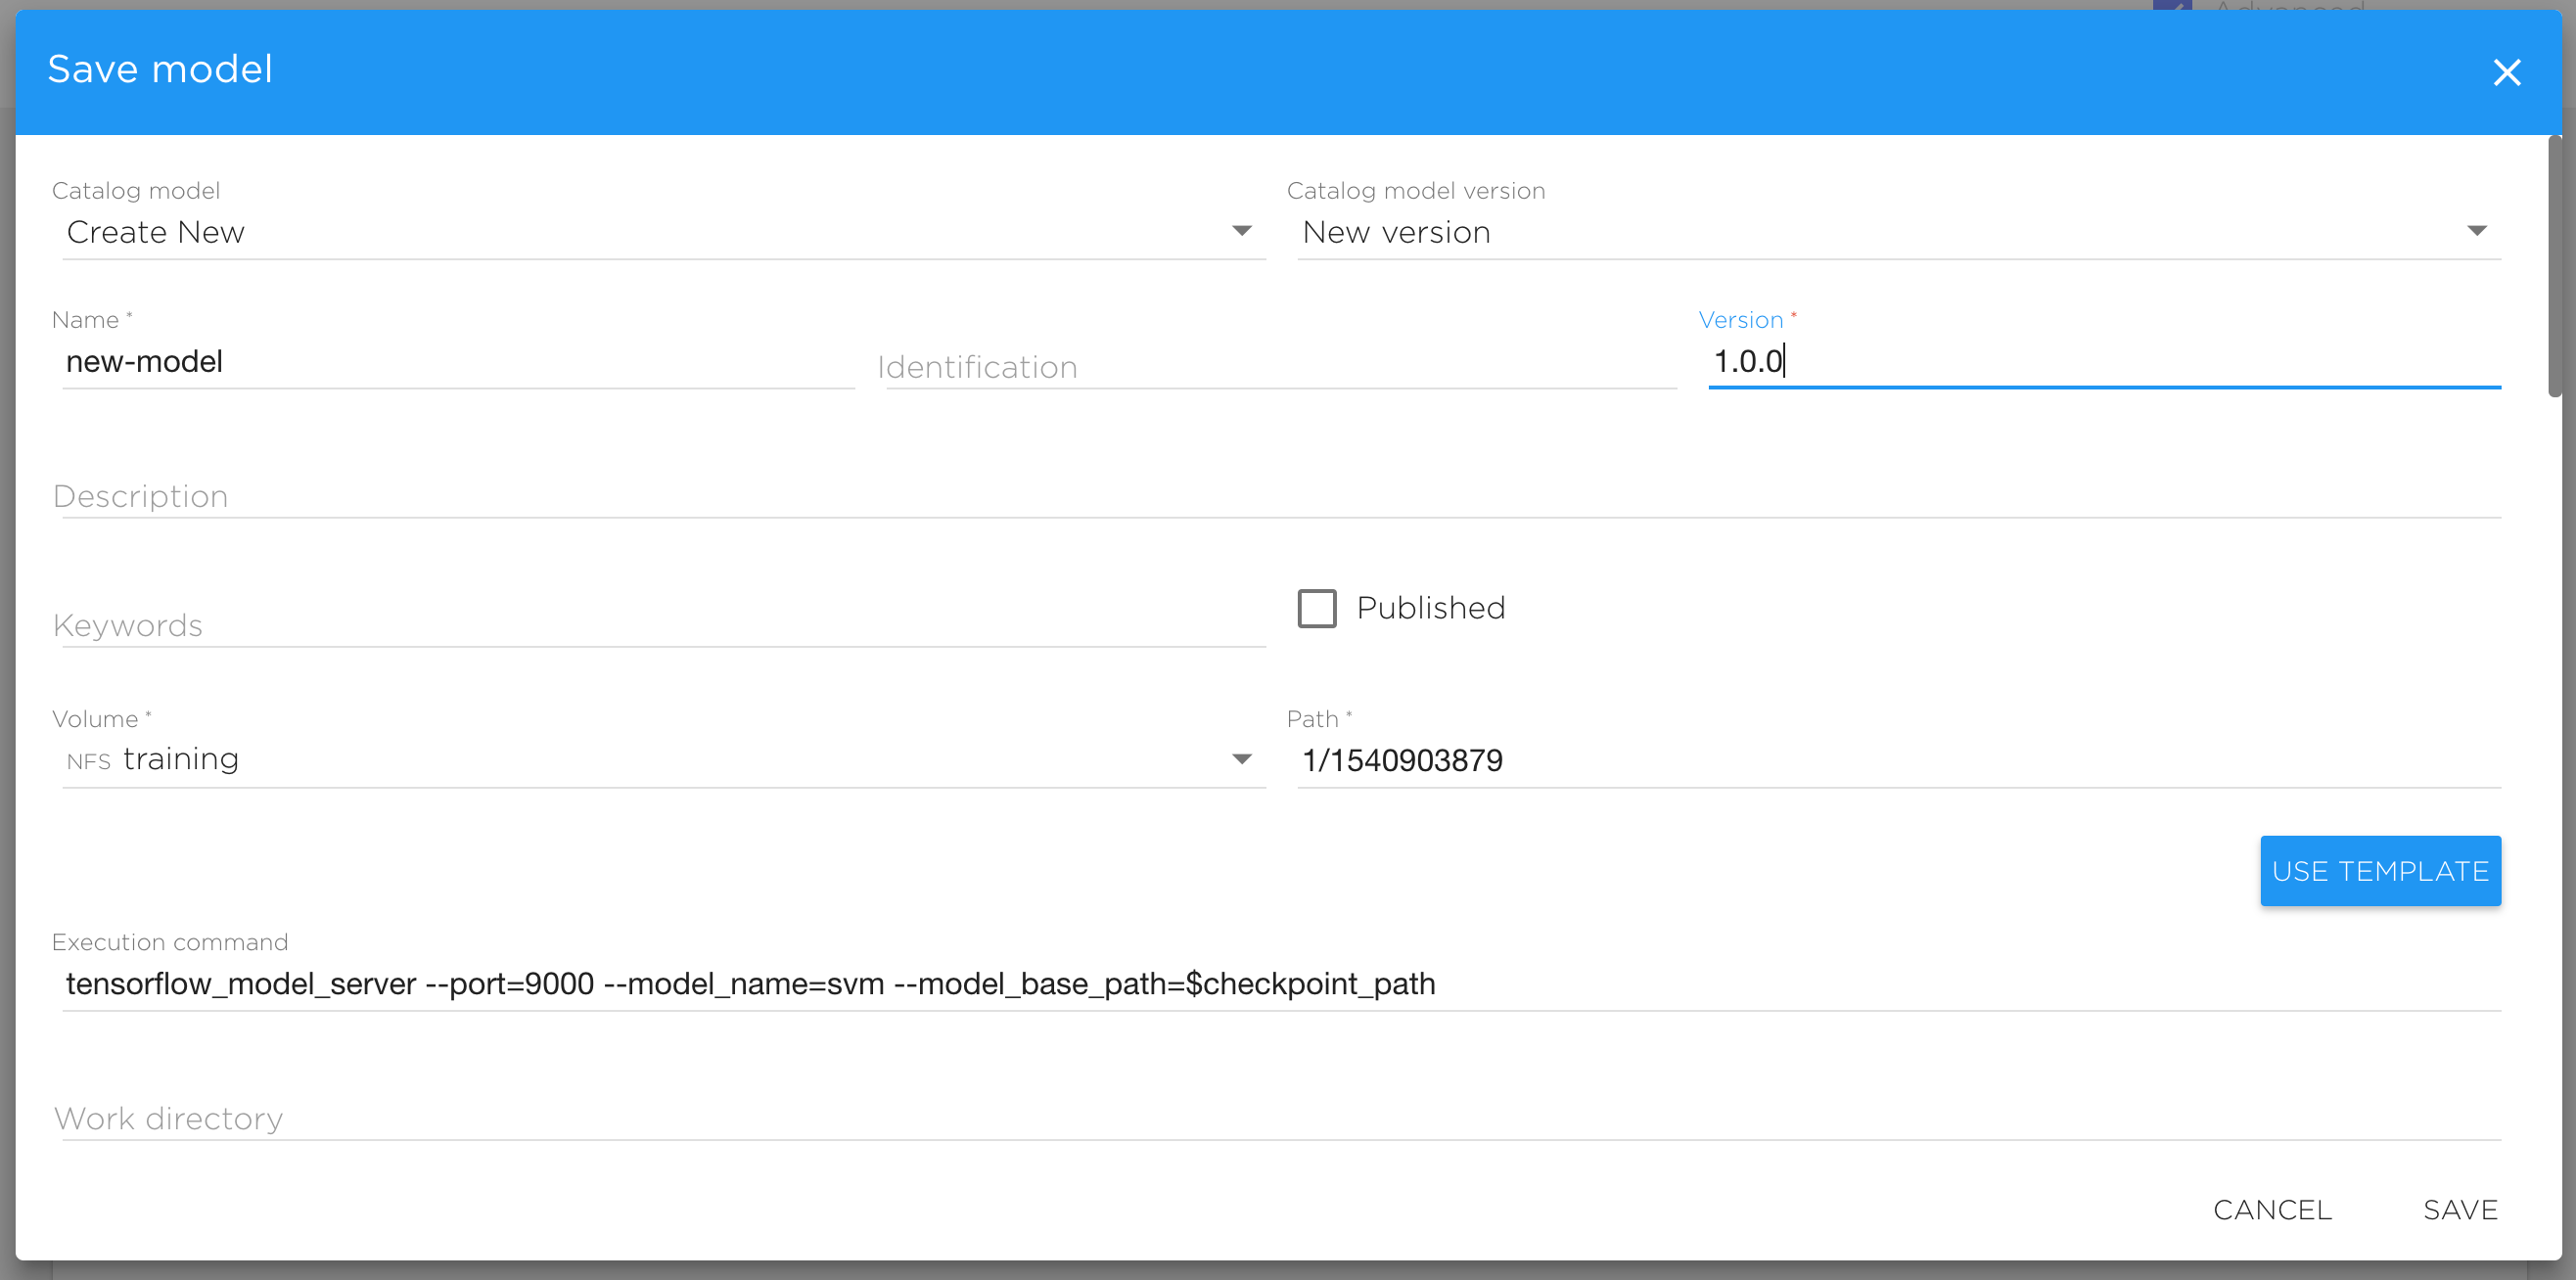 Advanced
Save model
Catalog model
Catalog model version
Create New
New version
Name *
Version *
new-model
Identification
1.0.0
Description
Keywords
Published
Volume *
Path *
NFS training
1/1540903879
USE TEMPLATE
Execution command
tensorflow_model_server --port=9000 --model_name=svm --model_base_path=$checkpoint_path
Work directory
CANCEL
SAVE